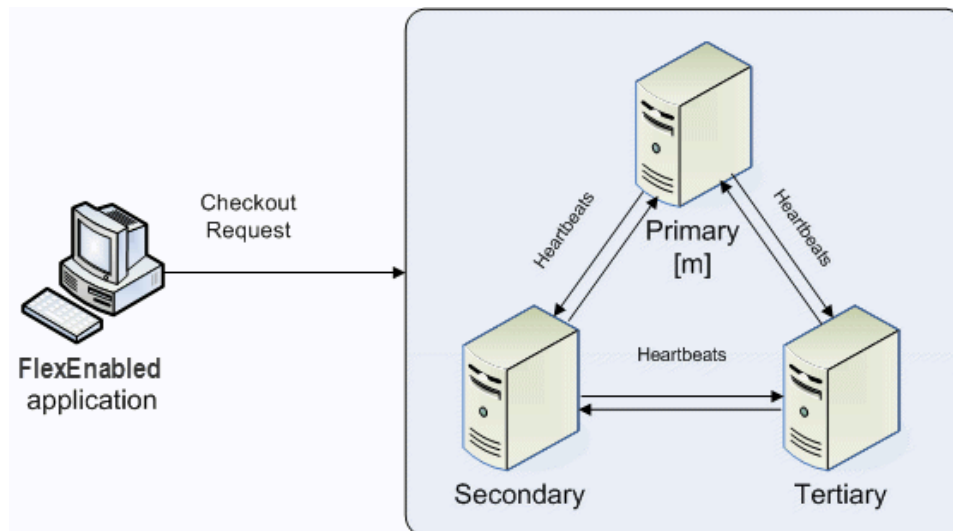 Checkout
Request
FlexEnabled
application
Heartbeats
Primary
[m]
Heartbeats
Heartbeats
Secondary
Tertiary